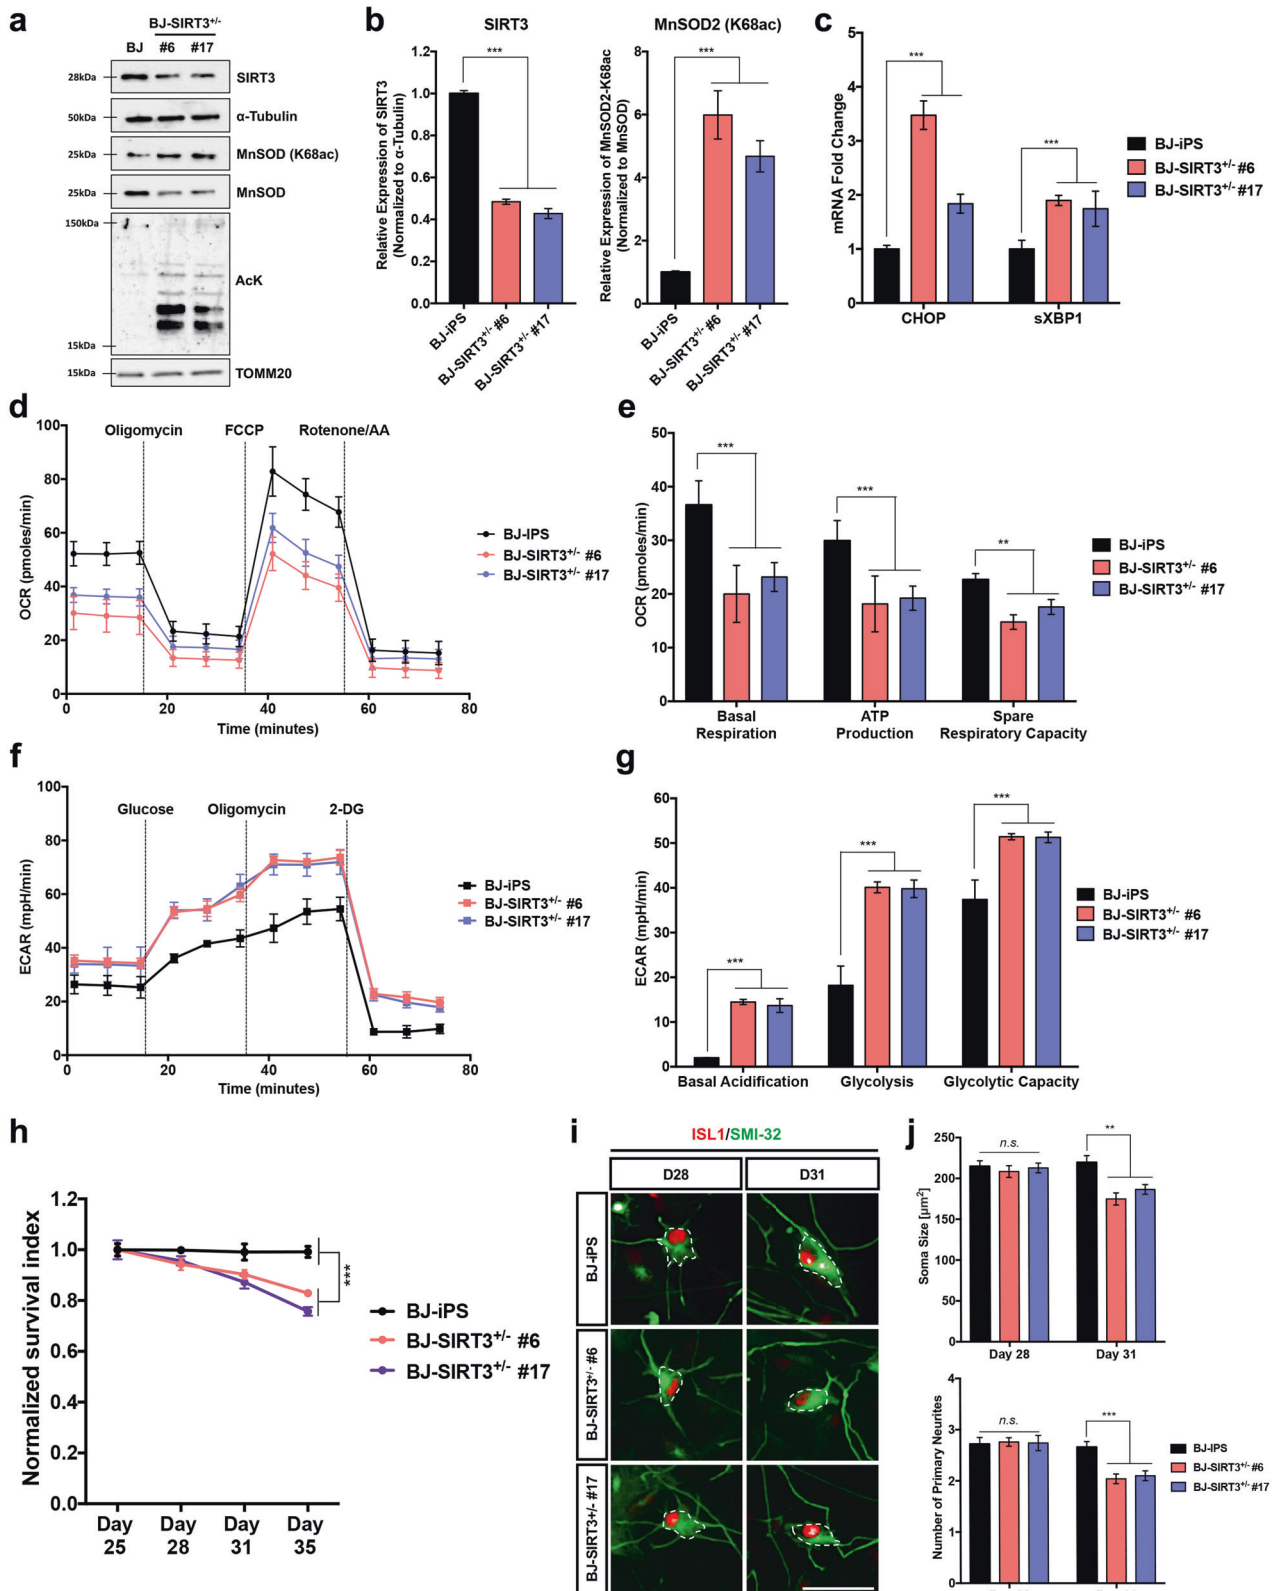 a
BJ-SIRT3+/-
BJ #6 #17
28kDa SIRT3
50kDa α-Tubulin
25kDa MnSOD (K68ac)
25kDa MnSOD
150kDa
AcK
15kDa
15kDa TOMM20
b
SIRT3
Relative Expression of SIRT3
(Normalized to α-Tubulin)
1.2
1.0
0.8
0.6
0.4
0.2
0.0
***
BJ-iPS
BJ-SIRT3+/- #6
BJ-SIRT3+/- #17
MnSOD2 (K68ac)
Relative Expression of MnSOD2-K68ac
(Normalized to MnSOD)
8
6
4
2
0
***
BJ-iPS
BJ-SIRT3+/- #6
BJ-SIRT3+/- #17
c
mRNA Fold Change
5
4
3
2
1
0
***
***
CHOP sXBP1
BJ-iPS
BJ-SIRT3+/- #6
BJ-SIRT3+/- #17
d
OCR (pmoles/min)
100
80
60
40
20
0
Oligomycin FCCP Rotenone/AA
0 20 40 60 80
Time (minutes)
BJ-IPS
BJ-SIRT3+/- #6
BJ-SIRT3+/- #17
e
OCR (pmoles/min)
50
40
30
20
10
0
***
***
**
Basal
Respiration
ATP
Production
Spare
Respiratory Capacity
BJ-iPS
BJ-SIRT3+/- #6
BJ-SIRT3+/- #17
f
ECAR (mpH/min)
100
80
60
40
20
0
Glucose Oligomycin 2-DG
0 20 40 60 80
Time (minutes)
BJ-iPS
BJ-SIRT3+/- #6
BJ-SIRT3+/- #17
g
ECAR (mpH/min)
60
50
40
30
20
10
0
***
***
***
Basal Acidification Glycolysis Glycolytic Capacity
BJ-iPS
BJ-SIRT3+/- #6
BJ-SIRT3+/- #17
h
Normalized survival index
1.2
1.0
0.8
0.6
0.4
0.2
0.0
***
Day Day Day Day
25 28 31 35
BJ-iPS
BJ-SIRT3+/- #6
BJ-SIRT3+/- #17
i
ISL1/SMI-32
D28 D31
BJ-iPS
BJ-SIRT3+/- #6
BJ-SIRT3+/- #17
j
Soma Size [μm2]
250
200
150
100
50
0
n.s.
**
Day 28 Day 31
Number of Primary Neurites
3
2
1
0
n.s.
***
BJ-IPS
BJ-SIRT3+/- #6
BJ-SIRT3+/- #17